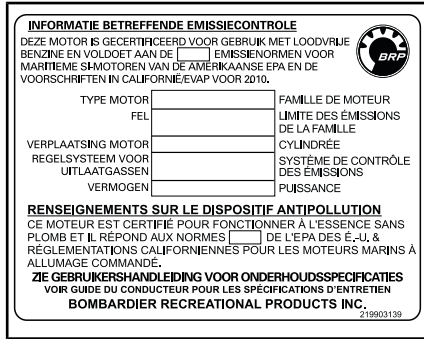 INFORMATIE BETREFFENDE EMISSIECONTROLE
DEZE MOTOR IS GECERTIFICEERD VOOR GEBRUIK MET LOODVRIJE
BENZINE EN VOLDOET AAN DE EMISSIENORMEN VOOR
MARITIEME SI-MOTOREN VAN DE AMERIKAANSE EPA EN DE
VOORSCHRIFTEN IN CALIFORNIË/EVAP VOOR 2010.
BRP
TYPE MOTOR FAMILLE DE MOTEUR
FEL LIMITE DES ÉMISSIONS
DE LA FAMILLE
VERPLAATSING MOTOR CYLINDRÉE
REGELSYSTEEM VOOR SYSTÈME DE CONTRÔLE
UITLAATGASSEN DES ÉMISSIONS
VERMOGEN PUISSANCE
RENSEIGNEMENTS SUR LE DISPOSITIF ANTIPOLLUTION
CE MOTEUR EST CERTIFIÉ POUR FONCTIONNER À L'ESSENCE SANS
PLOMB ET IL RÉPOND AUX NORMES DE L'EPA DES É.-U. &
RÉGLEMENTATIONS CALIFORNIENNES POUR LES MOTEURS MARINS À
ALLUMAGE COMMANDÉ.
ZIE GEBRUIKERSHANDLEIDING VOOR ONDERHOUDSSPECIFICATIES
VOIR GUIDE DU CONDUCTEUR POUR LES SPÉCIFICATIONS D'ENTRETIEN
BOMBARDIER RECREATIONAL PRODUCTS INC.
219903139